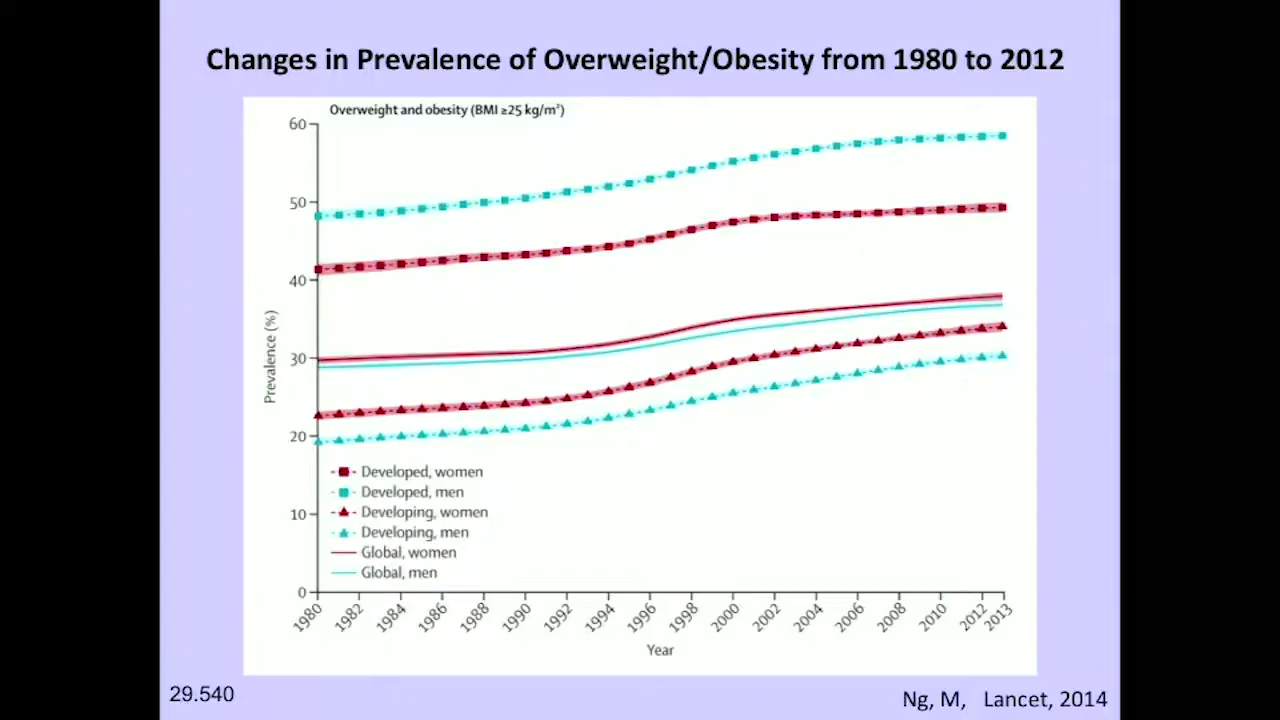 Changes in Prevalence of Overweight/Obesity from 1980 to 2012
Overweight and obesity (BMI ≥25 kg/m²)
60
50
40
30
20
10
0
Prevalence (%)
Developed, women
Developed, men
Developing, women
Developing, men
Global, women
Global, men
1980 1982 1984 1986 1988 1990 1992 1994 1996 1998 2000 2002 2004 2006 2008 2010 2012 2013
Year
29.540
Ng, M, Lancet, 2014